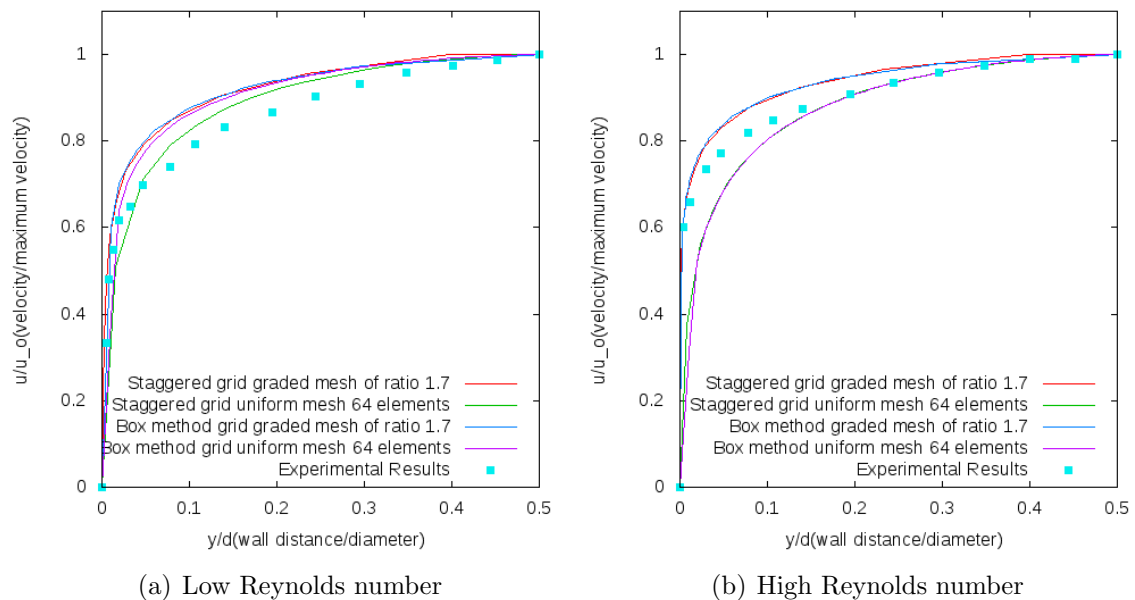 1
0.8
0.6
0.4
0.2
0
u/u_o(velocity/maximum velocity)
Staggered grid graded mesh of ratio 1.7
Staggered grid uniform mesh 64 elements
Box method grid graded mesh of ratio 1.7
Box method grid uniform mesh 64 elements
Experimental Results
0 0.1 0.2 0.3 0.4 0.5
y/d(wall distance/diameter)
(a) Low Reynolds number
1
0.8
0.6
0.4
0.2
0
u/u_o(velocity/maximum velocity)
Staggered grid graded mesh of ratio 1.7
Staggered grid uniform mesh 64 elements
Box method graded mesh of ratio 1.7
Box method uniform mesh 64 elements
Experimental Results
0 0.1 0.2 0.3 0.4 0.5
y/d(wall distance/diameter)
(b) High Reynolds number